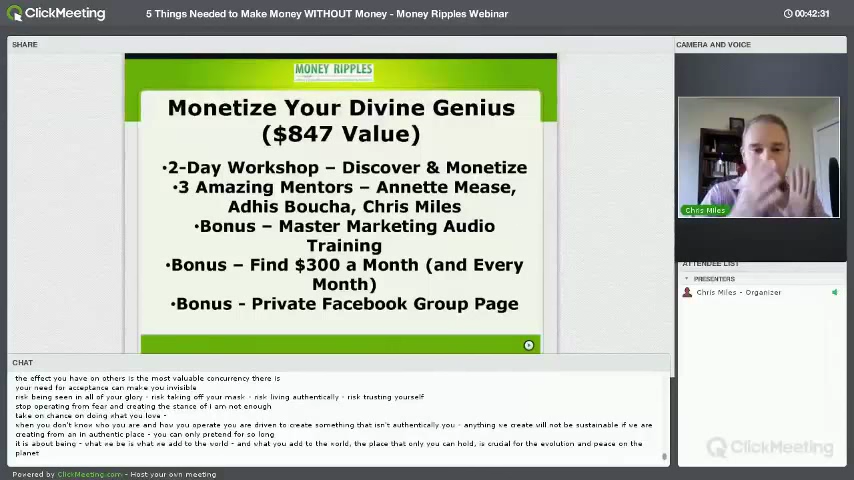 ClickMeeting
5 Things Needed to Make Money WITHOUT Money - Money Ripples Webinar
00:42:31
SHARE
MONEY RIPPLES
Monetize Your Divine Genius
($847 Value)
•2-Day Workshop – Discover & Monetize
•3 Amazing Mentors – Annette Mease,
Adhis Boucha, Chris Miles
•Bonus – Master Marketing Audio
Training
•Bonus – Find $300 a Month (and Every
Month)
•Bonus - Private Facebook Group Page
CAMERA AND VOICE
Chris Miles
ATTENDEE LIST
PRESENTERS
Chris Miles - Organizer
CHAT
the effect you have on others is the most valuable concurrency there is
your need for acceptance can make you invisible
risk being seen in all of your glory - risk taking off your mask - risk living authentically - risk trusting yourself
stop operating from fear and creating the stance of I am not enough
take on chance on doing what you love -
when you don't know who you are and how you operate you are driven to create something that isn't authentically you - anything we create will not be sustainable if we are
creating from an in authentic place - you can only pretend for so long
it is about being - what we be is what we add to the world - and what you add to the world, the place that only you can hold, is crucial for the evolution and peace on the
planet
ClickMeeting
Powered by ClickMeeting.com - Host your own meeting